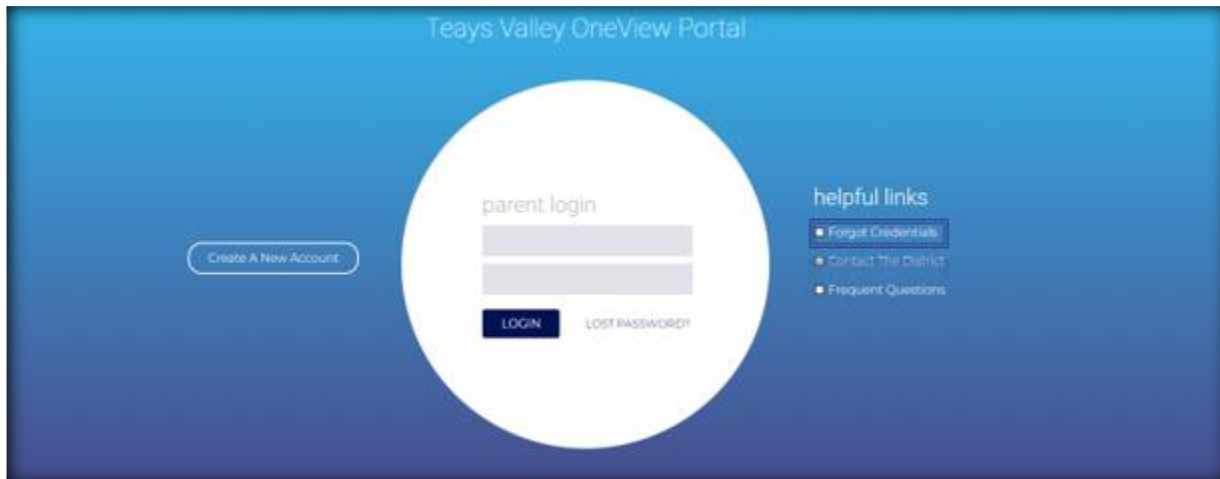 Teays Valley OneView Portal
Create A New Account
parent login
LOGIN
LOST PASSWORD?
helpful links
Forgot Credentials
Contact The District
Frequent Questions